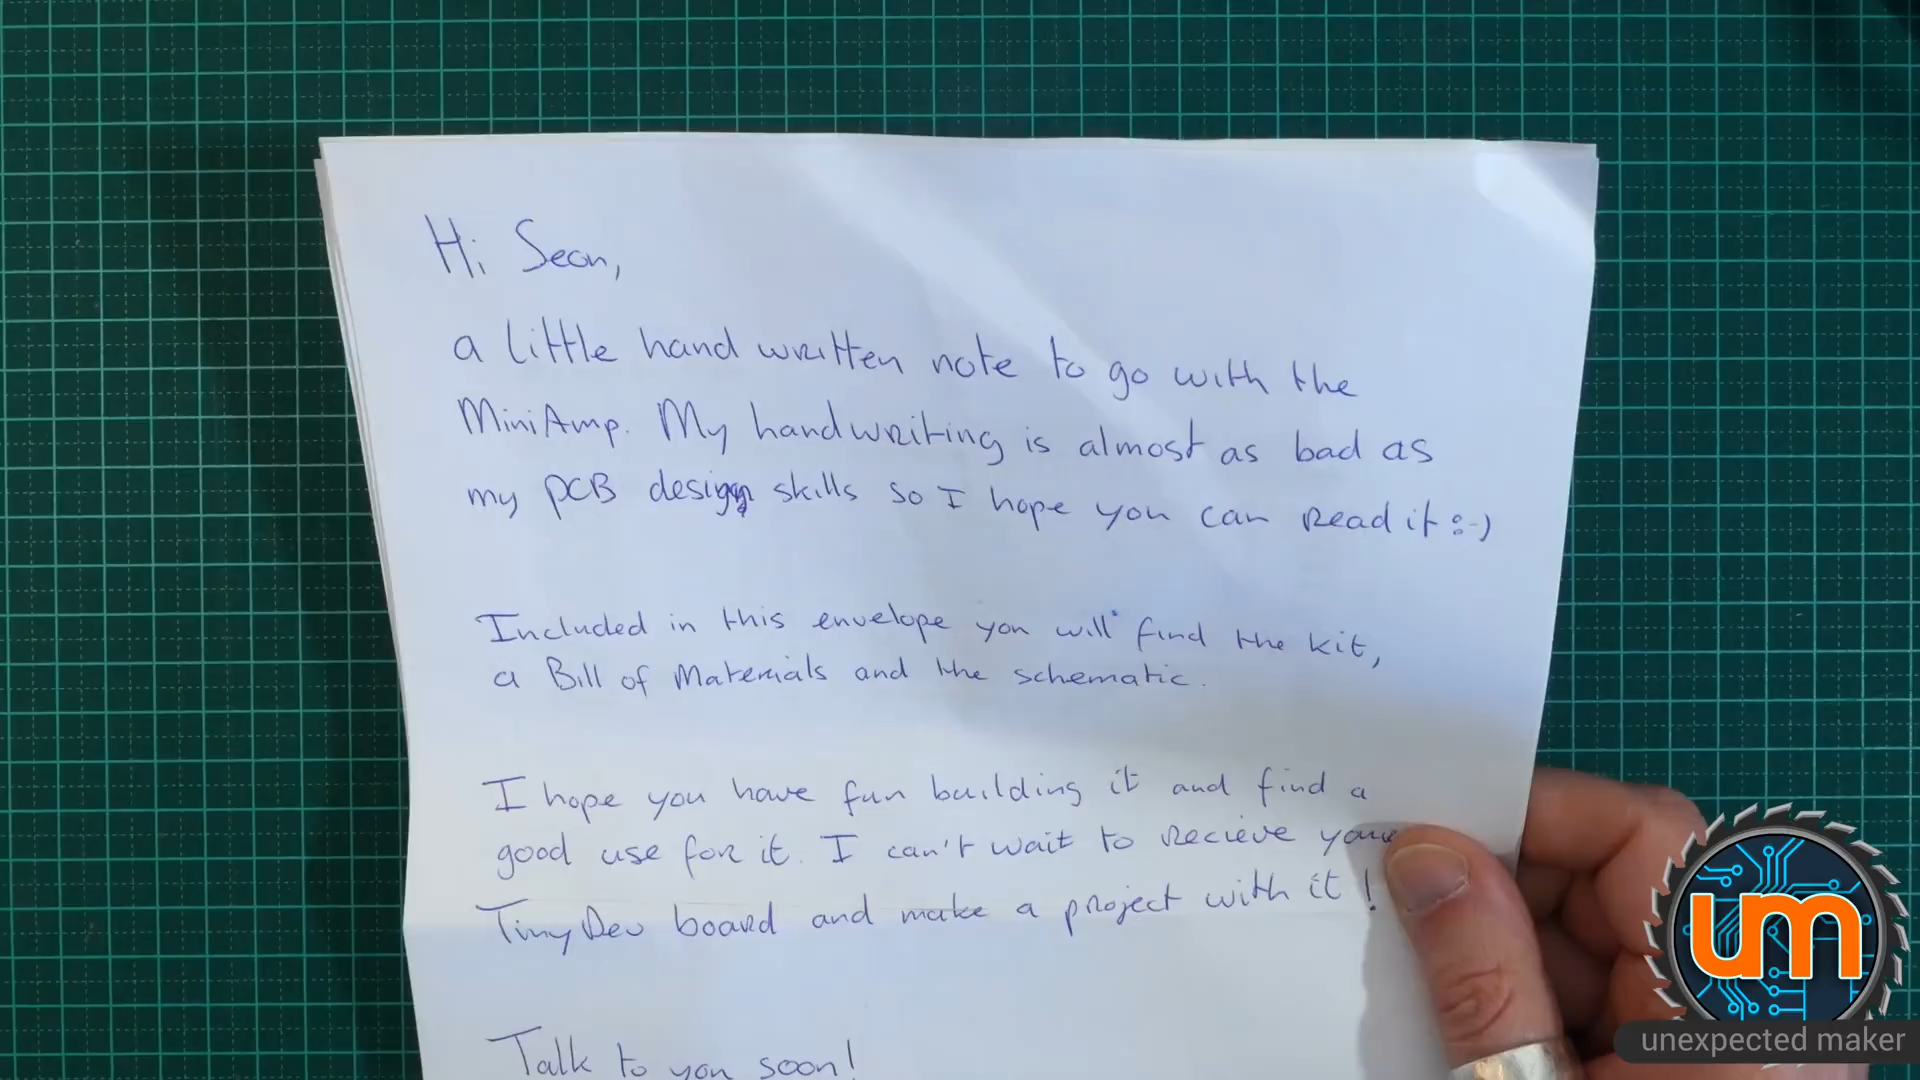 Hi Seon,
a little hand written note to go with the
MiniAmp. My handwriting is almost as bad as
my PCB design skills so I hope you can read it :-)
Included in this envelope you will find the kit,
a Bill of Materials and the schematic.
I hope you have fun building it and find a
good use for it. I can't wait to recieve your
TinyDev board and make a project with it!
Talk to you soon!
um
unexpected maker